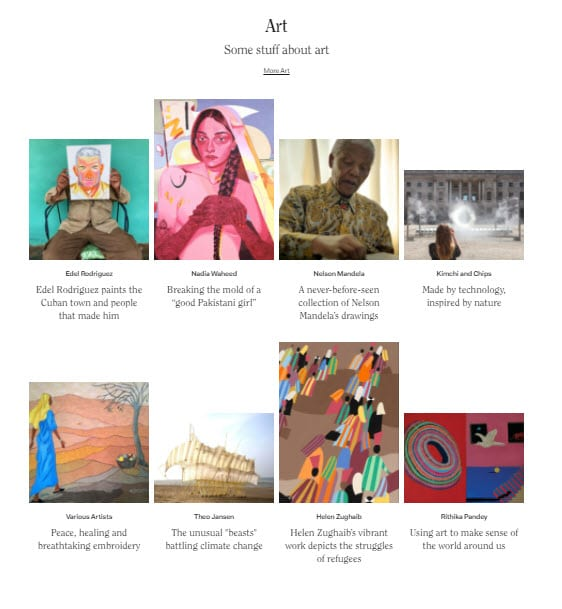 Art
Some stuff about art
More Art
Edel Rodriguez
Edel Rodriguez paints the
Cuban town and people
that made him
Nadia Waheed
Breaking the mold of a
“good Pakistani girl”
Nelson Mandela
A never-before-seen
collection of Nelson
Mandela’s drawings
Kimchi and Chips
Made by technology,
inspired by nature
Various Artists
Peace, healing and
breathtaking embroidery
Theo Jansen
The unusual "beasts"
battling climate change
Helen Zughaib
Helen Zughaib’s vibrant
work depicts the struggles
of refugees
Rithika Pandey
Using art to make sense of
the world around us